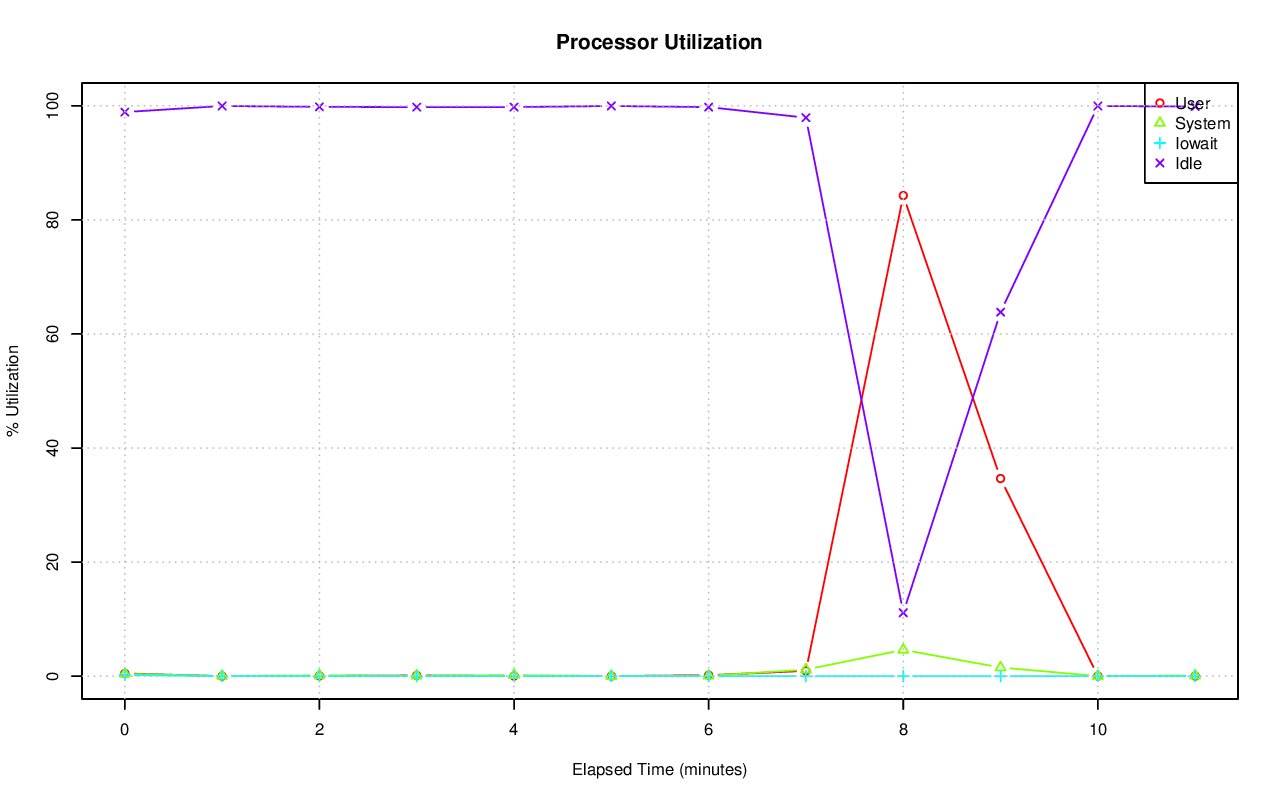 Processor Utilization
% Utilization
100
80
60
40
20
0
User
System
Iowait
Idle
0 2 4 6 8 10
Elapsed Time (minutes)